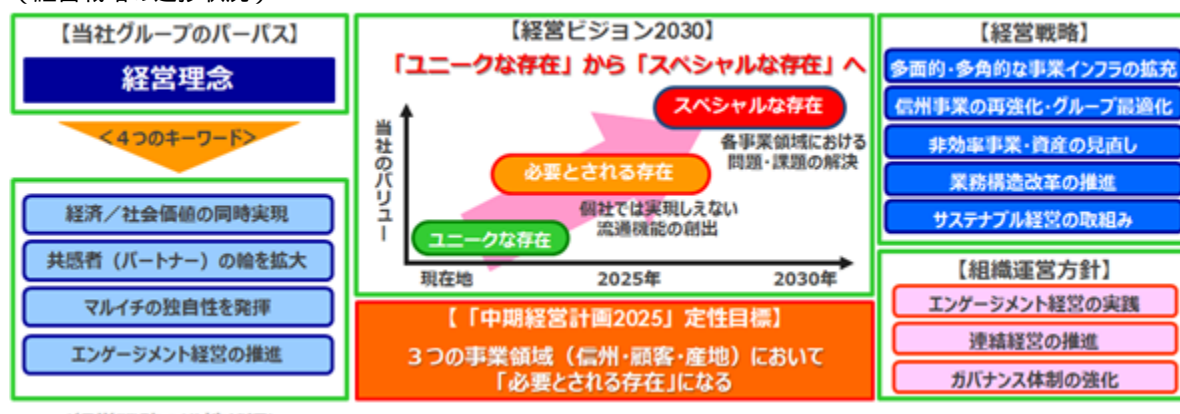 【当社グループのパーパス】
経営理念
＜４つのキーワード＞
経済／社会価値の同時実現
共感者（パートナー）の輪を拡大
マルイチの独自性を発揮
エンゲージメント経営の推進
【経営ビジョン2030】
「ユニークな存在」から「スペシャルな存在」へ
当社のバリュー
スペシャルな存在
各事業領域における
問題・課題の解決
必要とされる存在
個社では実現しえない
流通機能の創出
ユニークな存在
現在地
2025年
2030年
【「中期経営計画2025」定性目標】
３つの事業領域（信州・顧客・産地）において
「必要とされる存在」になる
【経営戦略】
多面的・多角的な事業インフラの拡充
信州事業の再強化・グループ最適化
非効率事業・資産の見直し
業務構造改革の推進
サステナブル経営の取組み
【組織運営方針】
エンゲージメント経営の実践
連結経営の推進
ガバナンス体制の強化